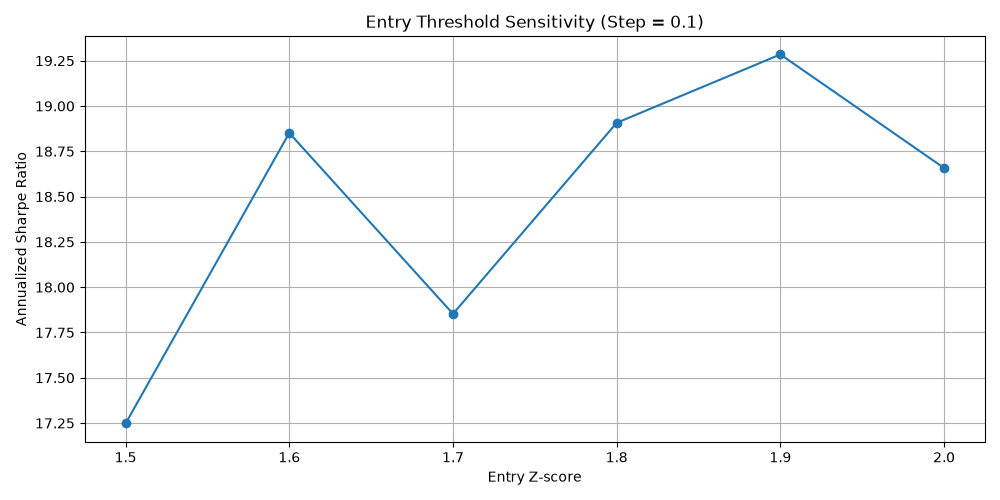 Entry Threshold Sensitivity (Step = 0.1)
Annualized Sharpe Ratio
19.25
19.00
18.75
18.50
18.25
18.00
17.75
17.50
17.25
1.5 1.6 1.7 1.8 1.9 2.0
Entry Z-score